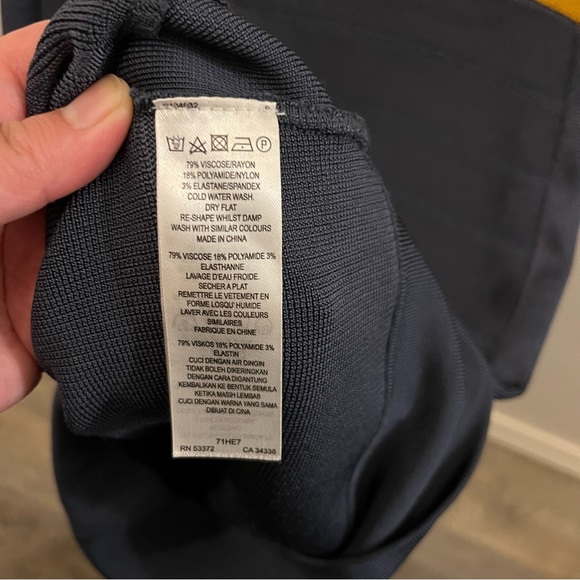 79% VISCOSE/RAYON
18% POLYAMIDE/NYLON
3% ELASTANE/SPANDEX
COLD WATER WASH.
DRY FLAT
RE-SHAPE WHILST DAMP
WASH WITH SIMILAR COLOURS
MADE IN CHINA
79% VISCOSE 18% POLYAMIDE 3%
ELASTHANNE
LAVAGE D'EAU FROIDE.
SECHER A PLAT
REMETTRE LE VETEMENT EN
FORME LOSQU' HUMIDE
LAVER AVEC LES COULEURS
SIMILAIRES
FABRIQUE EN CHINE
79% VISKOS 18% POLYAMIDE 3%
ELASTIN
CUCI DENGAN AIR DINGIN
TIDAK BOLEH DIKERINGKAN
DENGAN CARA DIGANTUNG
KEMBALIKAN KE BENTUK SEMULA
KETIKA MASIH LEMBAB
CUCI DENGAN WARNA YANG SAMA
DIBUAT DI CINA
71HE7
RN 53372 CA 34338